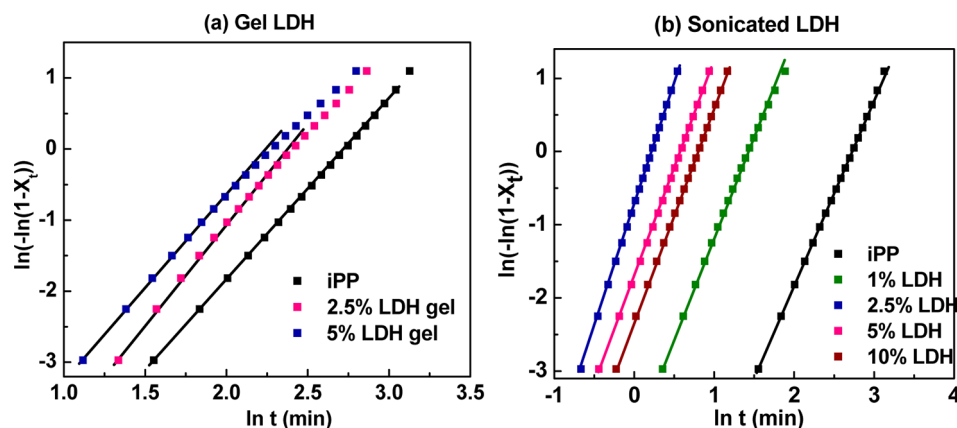 (a) Gel LDH
ln(-ln(1-X_t))
1
0
-1
-2
-3
1.0 1.5 2.0 2.5 3.0 3.5
ln t (min)
iPP
2.5% LDH gel
5% LDH gel
(b) Sonicated LDH
ln(-ln(1-X_t))
1
0
-1
-2
-3
-1 0 1 2 3 4
ln t (min)
iPP
1% LDH
2.5% LDH
5% LDH
10% LDH